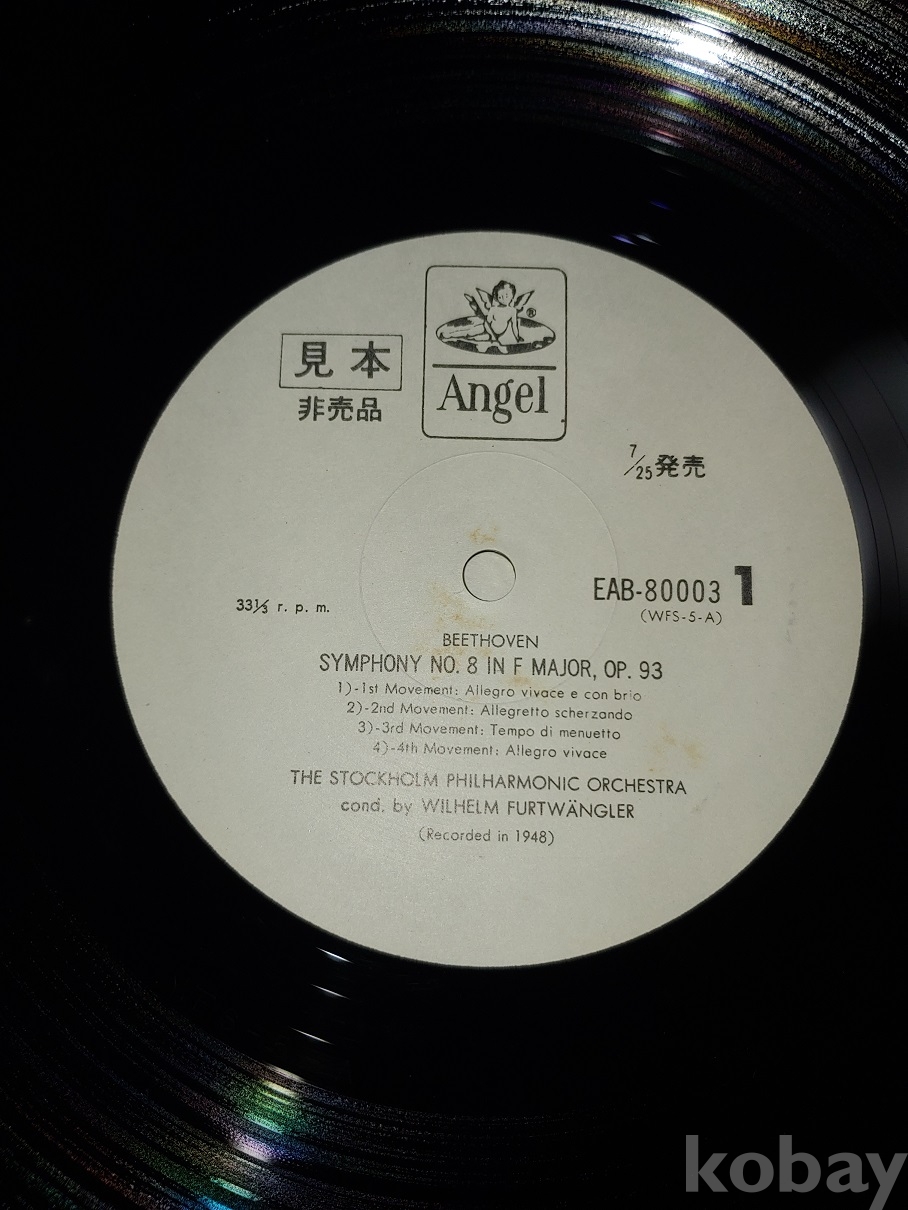 ®
Angel
見本
非売品
7/25発売
EAB-80003 1
(WFS-5-A)
33⅓ r. p. m.
BEETHOVEN
SYMPHONY NO. 8 IN F MAJOR, OP. 93
1)-1st Movement: Allegro vivace e con brio
2)-2nd Movement: Allegretto scherzando
3)-3rd Movement: Tempo di menuetto
4)-4th Movement: Allegro vivace
THE STOCKHOLM PHILHARMONIC ORCHESTRA
cond. by WILHELM FURTWÄNGLER
(Recorded in 1948)
kobay